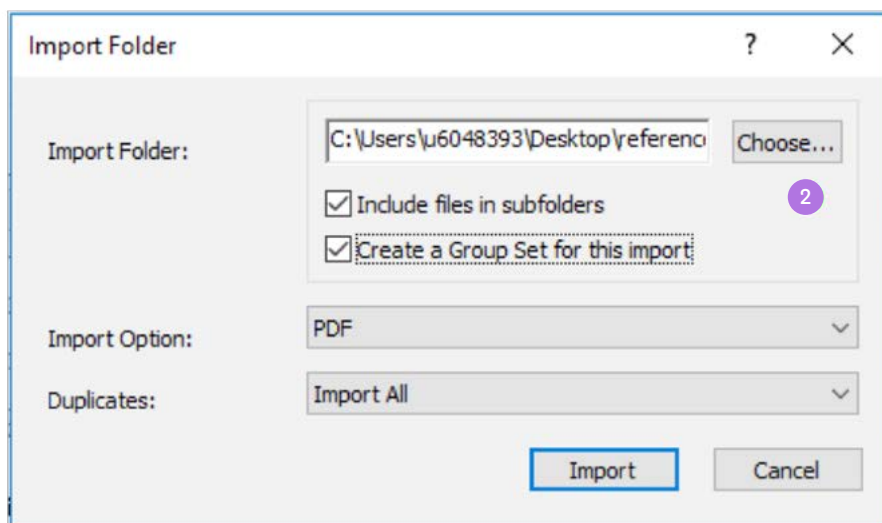 Import Folder ? ×
Import Folder: C:\Users\u6048393\Desktop\referenc Choose...
2
Include files in subfolders
Create a Group Set for this import
Import Option: PDF
Duplicates: Import All
Import Cancel